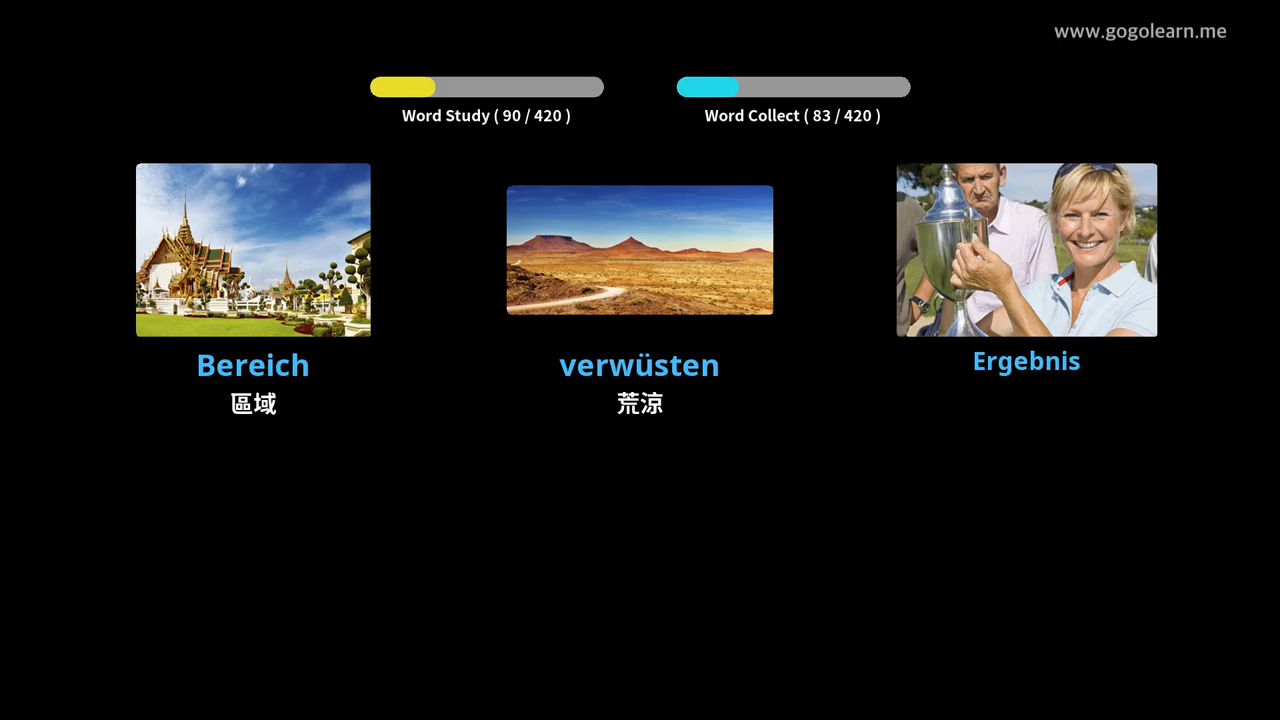 www.gogolearn.me
Word Study ( 90 / 420 )
Word Collect ( 83 / 420 )
Bereich
區域
verwüsten
荒涼
Ergebnis